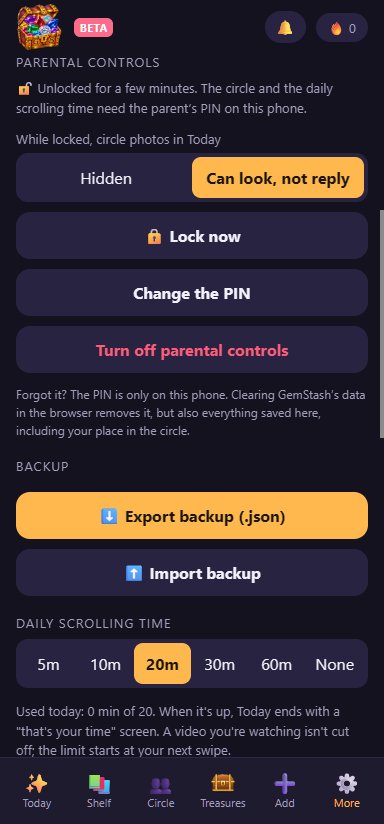 BETA
0
PARENTAL CONTROLS
Unlocked for a few minutes. The circle and the daily
scrolling time need the parent's PIN on this phone.
While locked, circle photos in Today
Hidden
Can look, not reply
Lock now
Change the PIN
Turn off parental controls
Forgot it? The PIN is only on this phone. Clearing GemStash's data
in the browser removes it, but also everything saved here,
including your place in the circle.
BACKUP
Export backup (.json)
Import backup
DAILY SCROLLING TIME
5m 10m 20m 30m 60m None
Used today: 0 min of 20. When it's up, Today ends with a
"that's your time" screen. A video you're watching isn't cut
off; the limit starts at your next swipe.
Today Shelf Circle Treasures Add More